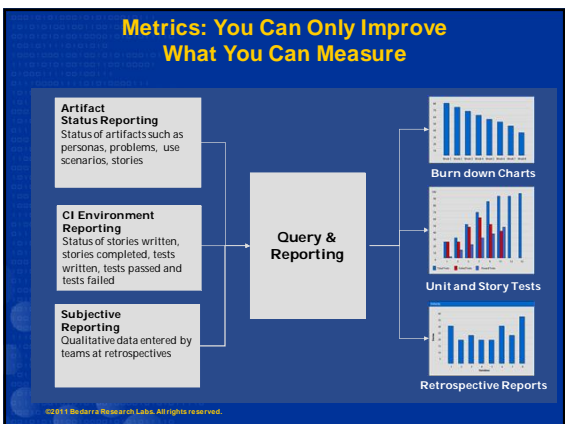 Metrics: You Can Only Improve
What You Can Measure
Artifact
Status Reporting
Status of artifacts such as
personas, problems, use
scenarios, stories
CI Environment
Reporting
Status of stories written,
stories completed, tests
written, tests passed and
tests failed
Subjective
Reporting
Qualitative data entered by
teams at retrospectives
Query &
Reporting
Burn down Charts
Unit and Story Tests
Retrospective Reports
©2011 Bedarra Research Labs. All rights reserved.